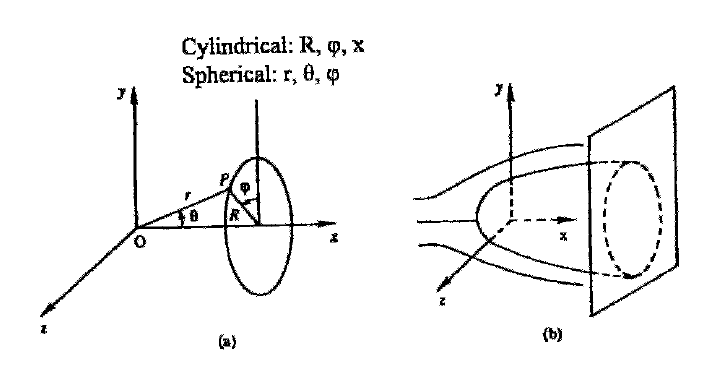 Cylindrical: R, φ, x
Spherical: r, θ, φ
y
P
φ
r
θ
R
O
x
z
(a)
y
x
z
(b)